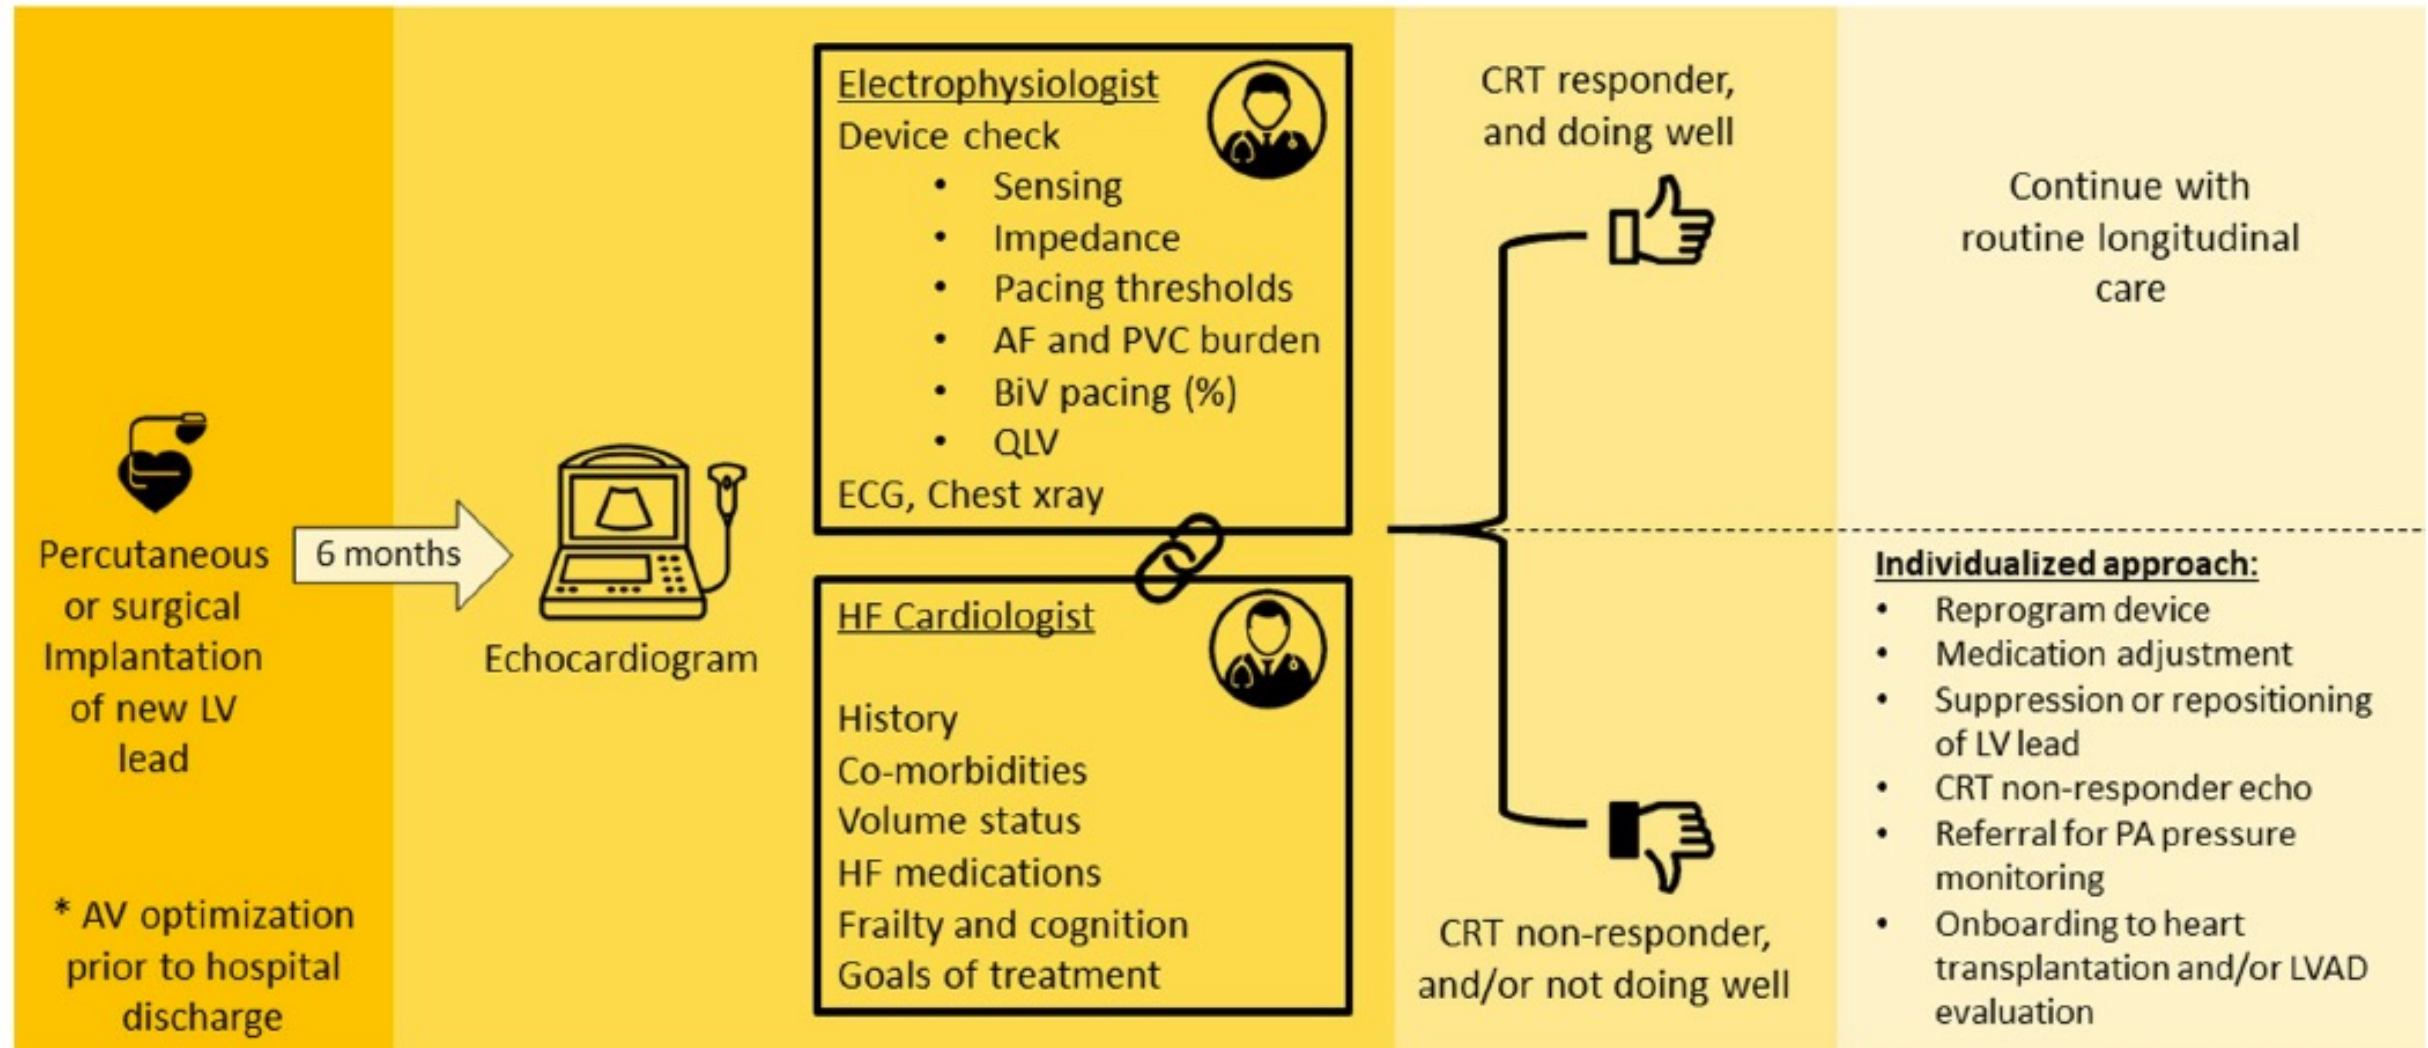 Percutaneous
or surgical
Implantation
of new LV
lead
* AV optimization
prior to hospital
discharge
6 months
Echocardiogram
Electrophysiologist
Device check
• Sensing
• Impedance
• Pacing thresholds
• AF and PVC burden
• BiV pacing (%)
• QLV
ECG, Chest xray
HF Cardiologist
History
Co-morbidities
Volume status
HF medications
Frailty and cognition
Goals of treatment
CRT responder,
and doing well
CRT non-responder,
and/or not doing well
Continue with
routine longitudinal
care
Individualized approach:
• Reprogram device
• Medication adjustment
• Suppression or repositioning
of LV lead
• CRT non-responder echo
• Referral for PA pressure
monitoring
• Onboarding to heart
transplantation and/or LVAD
evaluation